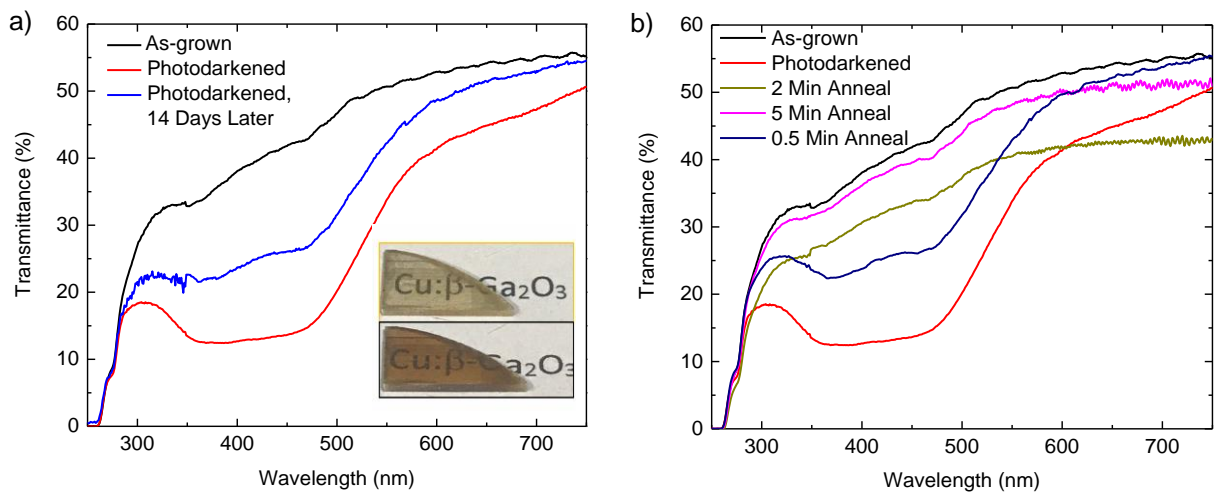 a)
60
50
40
30
20
10
0
Transmittance (%)
As-grown
Photodarkened
Photodarkened,
14 Days Later
Cu:β-Ga₂O₃
Cu:β-Ga₂O₃
300
400
500
600
700
Wavelength (nm)
b)
60
50
40
30
20
10
0
Transmittance (%)
As-grown
Photodarkened
2 Min Anneal
5 Min Anneal
0.5 Min Anneal
300
400
500
600
700
Wavelength (nm)